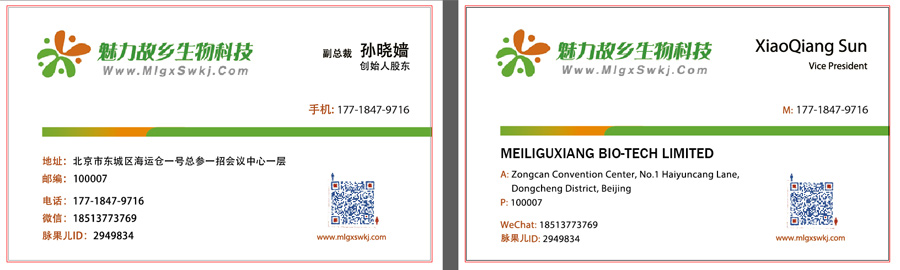 魅力故乡生物科技
Www.MlgxSwkj.Com
副总裁 孙晓嫱
创始人股东
手机: 177-1847-9716
地址: 北京市东城区海运仓一号总参一招会议中心一层
邮编: 100007
电话: 177-1847-9716
微信: 18513773769
脉果儿ID: 2949834
www.mlgxswkj.com
魅力故乡生物科技
Www.MlgxSwkj.Com
XiaoQiang Sun
Vice President
M: 177-1847-9716
MEILIGUXIANG BIO-TECH LIMITED
A: Zongcan Convention Center, No.1 Haiyuncang Lane,
Dongcheng District, Beijing
P: 100007
WeChat: 18513773769
脉果儿ID: 2949834
www.mlgxswkj.com